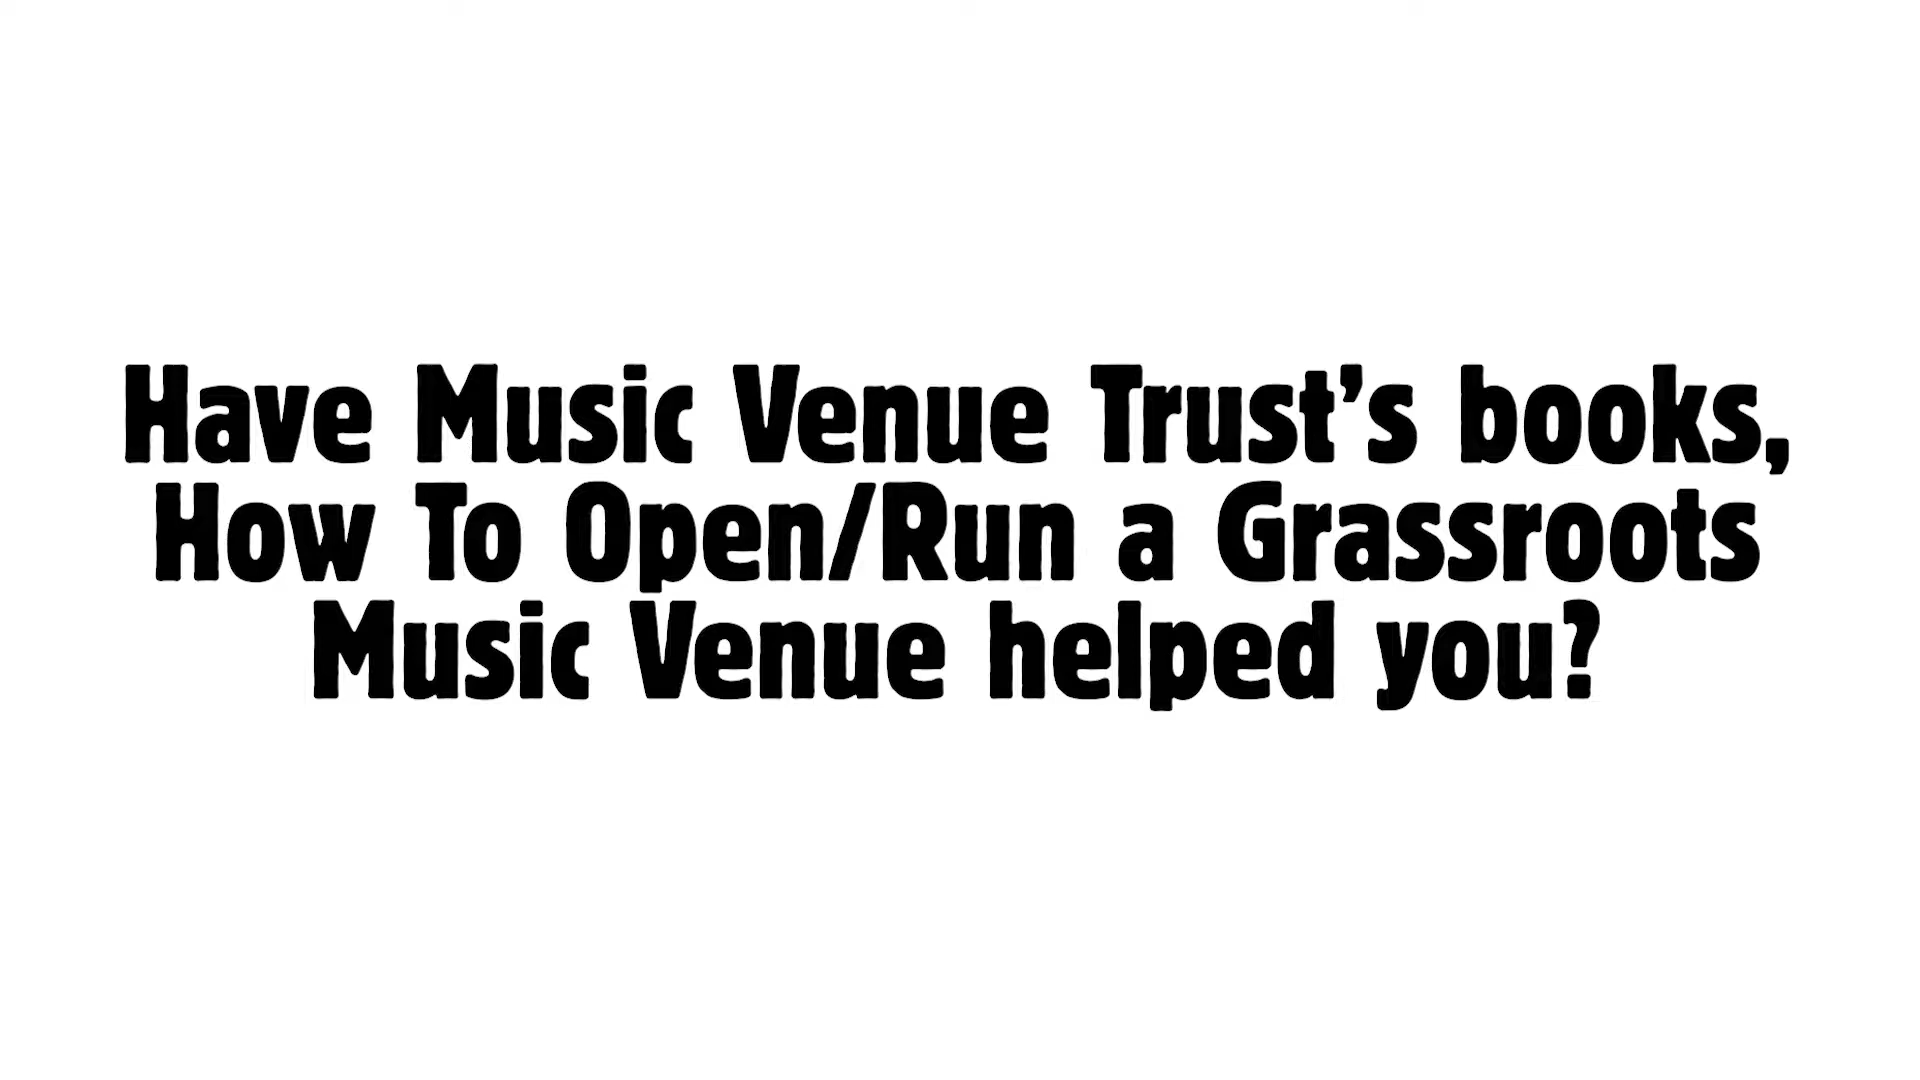 Have Music Venue Trust’s books,
How To Open/Run a Grassroots
Music Venue helped you?